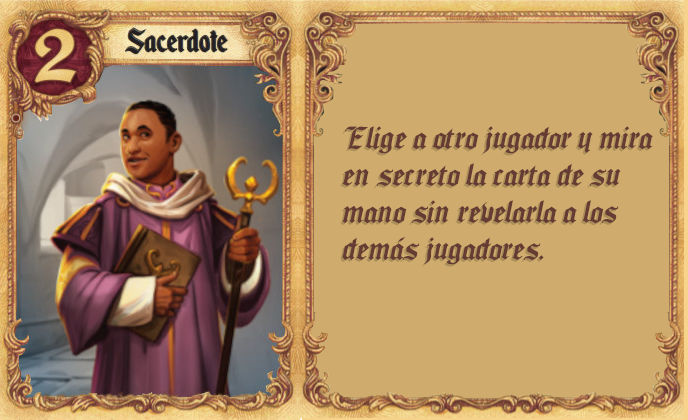 2
Sacerdote
Elige a otro jugador y mira
en secreto la carta de su
mano sin revelarla a los
demás jugadores.